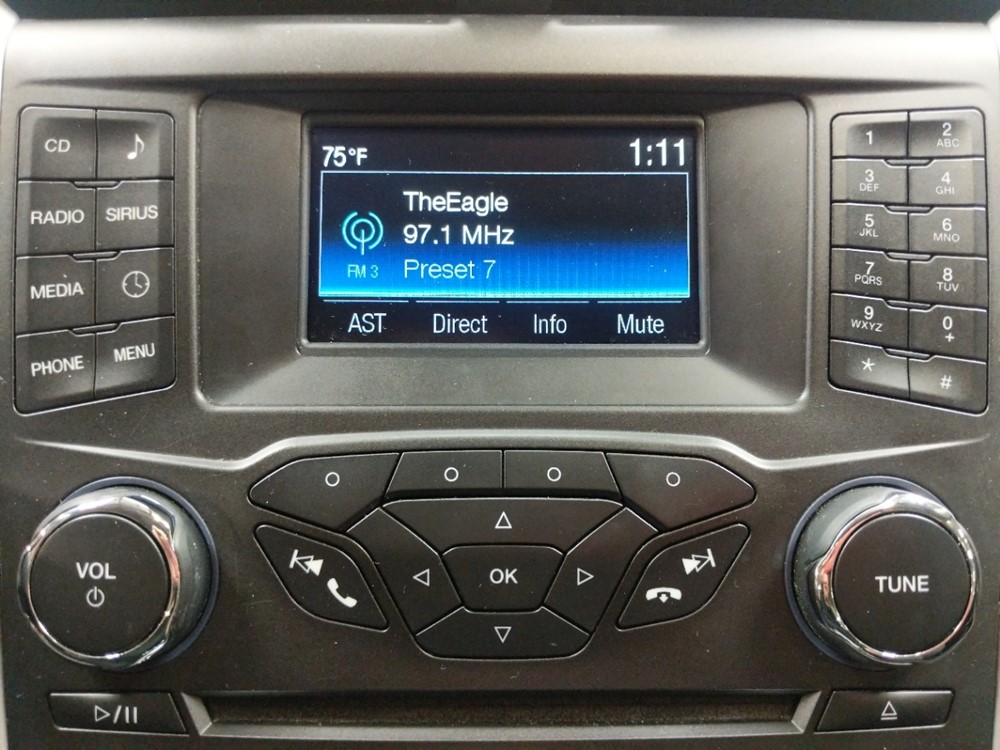 75°F 1:11
TheEagle
97.1 MHz
FM 3 Preset 7
AST Direct Info Mute
CD
RADIO SIRIUS
MEDIA
PHONE MENU
1 2 ABC
3 DEF 4 GHI
5 JKL 6 MNO
7 PQRS 8 TUV
9 WXYZ 0 +
* #
VOL
OK
TUNE